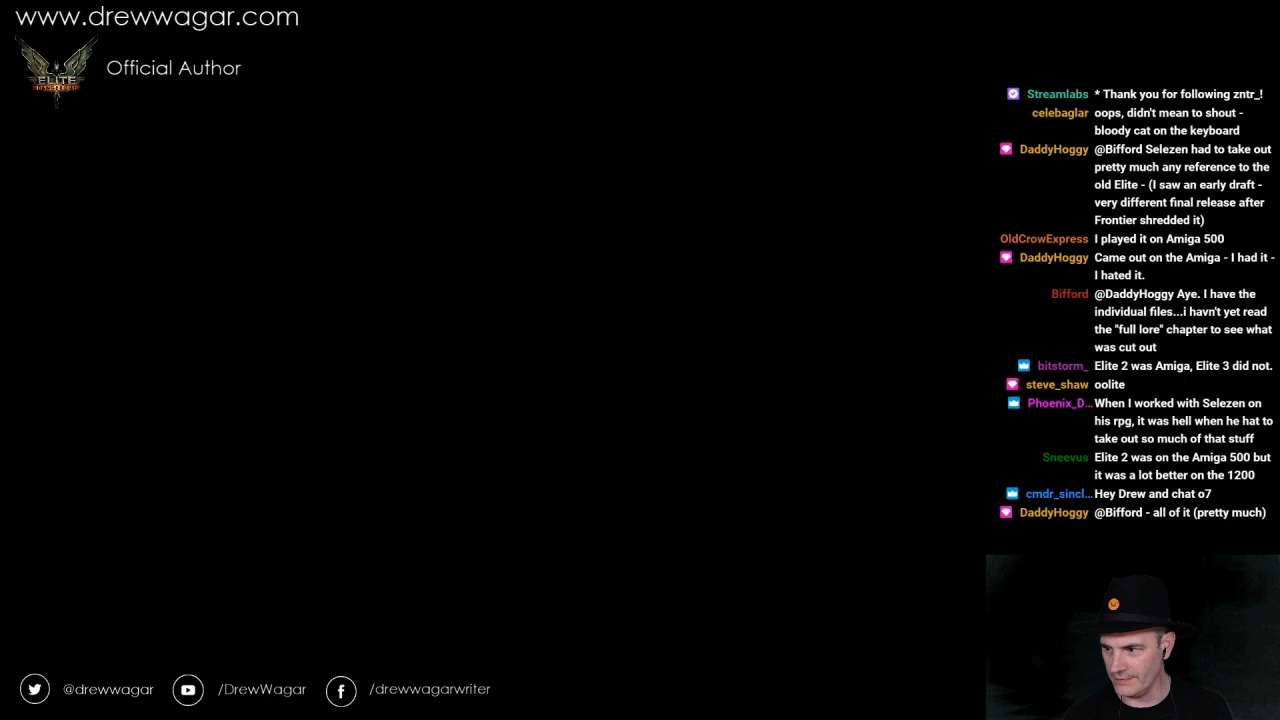 www.drewwagar.com
ELITE
DANGEROUS
Official Author
Streamlabs * Thank you for following zntr_!
celebaglar oops, didn't mean to shout -
bloody cat on the keyboard
DaddyHoggy @Bifford Selezen had to take out
pretty much any reference to the
old Elite - (I saw an early draft -
very different final release after
Frontier shredded it)
OldCrowExpress I played it on Amiga 500
DaddyHoggy Came out on the Amiga - I had it -
I hated it.
Bifford @DaddyHoggy Aye. I have the
individual files...i havn't yet read
the "full lore" chapter to see what
was cut out
bitstorm_ Elite 2 was Amiga, Elite 3 did not.
steve_shaw oolite
Phoenix_D... When I worked with Selezen on
his rpg, it was hell when he hat to
take out so much of that stuff
Sneevus Elite 2 was on the Amiga 500 but
it was a lot better on the 1200
cmdr_sincl... Hey Drew and chat o7
DaddyHoggy @Bifford - all of it (pretty much)
@drewwagar /DrewWagar /drewwagarwriter